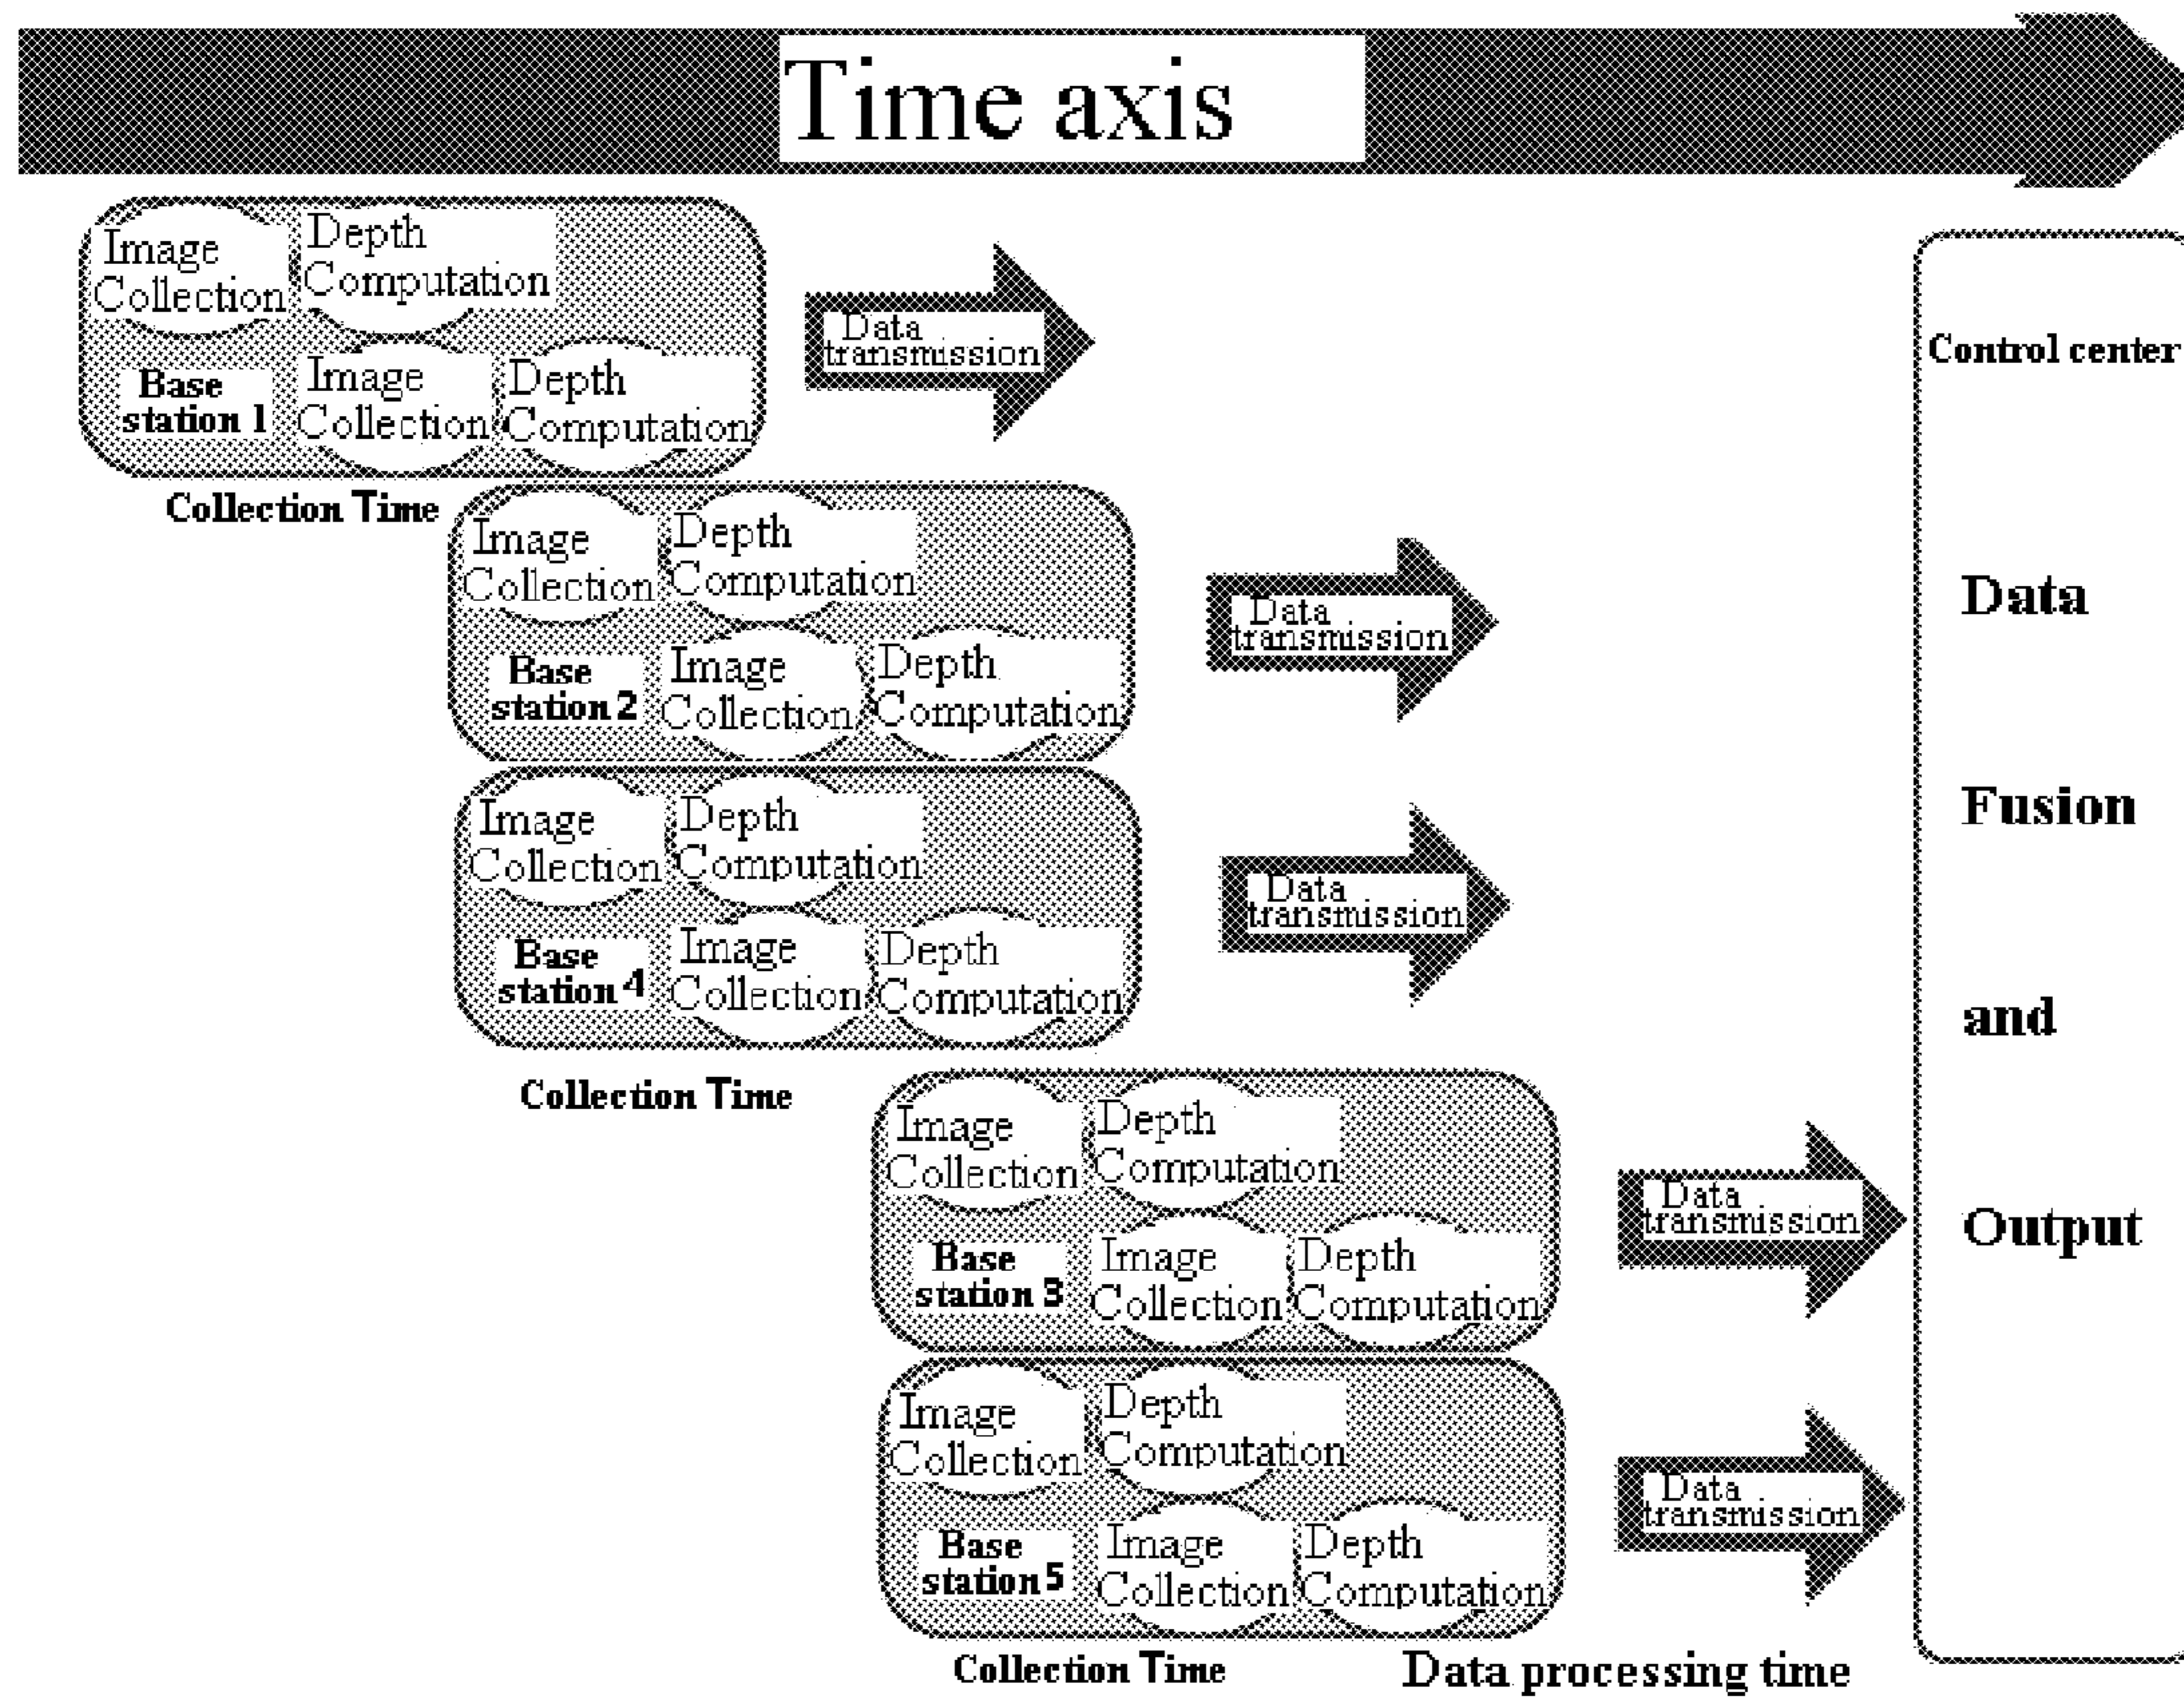 Time axis
Image
Collection
Depth
Computation
Base
station 1
Image
Collection
Depth
Computation
Data
transmission
Collection Time
Control center
Data
Fusion
and
Output
Image
Collection
Depth
Computation
Base
station 2
Image
Collection
Depth
Computation
Data
transmission
Image
Collection
Depth
Computation
Base
station 4
Image
Collection
Depth
Computation
Data
transmission
Collection Time
Image
Collection
Depth
Computation
Base
station 3
Image
Collection
Depth
Computation
Data
transmission
Image
Collection
Depth
Computation
Base
station 5
Image
Collection
Depth
Computation
Data
transmission
Collection Time
Data processing time